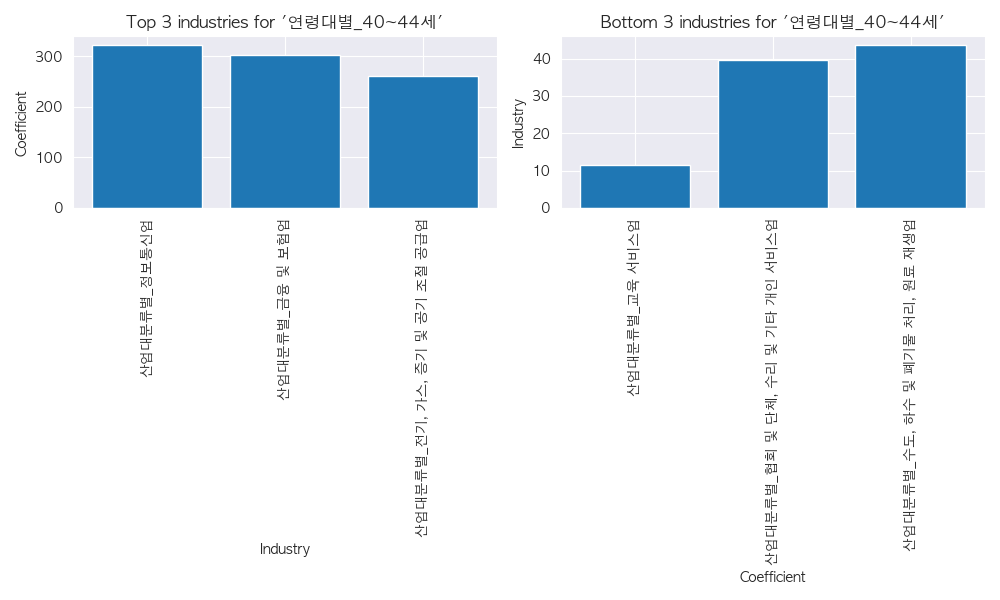 Top 3 industries for '연령대별_40~44세'
Coefficient
300
200
100
0
산업대분류별_정보통신업
산업대분류별_금융 및 보험업
산업대분류별_전기, 가스, 증기 및 공기 조절 공급업
Industry
Bottom 3 industries for '연령대별_40~44세'
Industry
40
30
20
10
0
산업대분류별_교육 서비스업
산업대분류별_협회 및 단체, 수리 및 기타 개인 서비스업
산업대분류별_수도, 하수 및 폐기물 처리, 원료 재생업
Coefficient